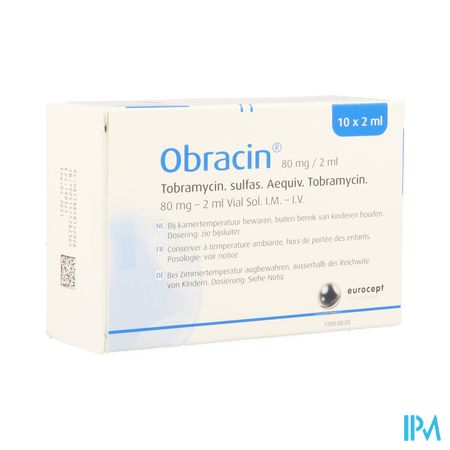 10 x 2 ml
Obracin® 80 mg / 2 ml
Tobramycin. sulfas. Aequiv. Tobramycin.
80 mg – 2 ml Vial Sol. I.M. – I.V.
NL Bij kamertemperatuur bewaren, buiten bereik van kinderen houden.
Dosering: zie bijsluiter
FR Conserver à température ambiante, hors de portée des enfants.
Posologie: voir notice
DE Bei Zimmertemperatur augbewahren, ausserhalb der Reichwite
von Kindern. Dosierung: Siehe Notiz
eurocept
1200.00.05
IPM